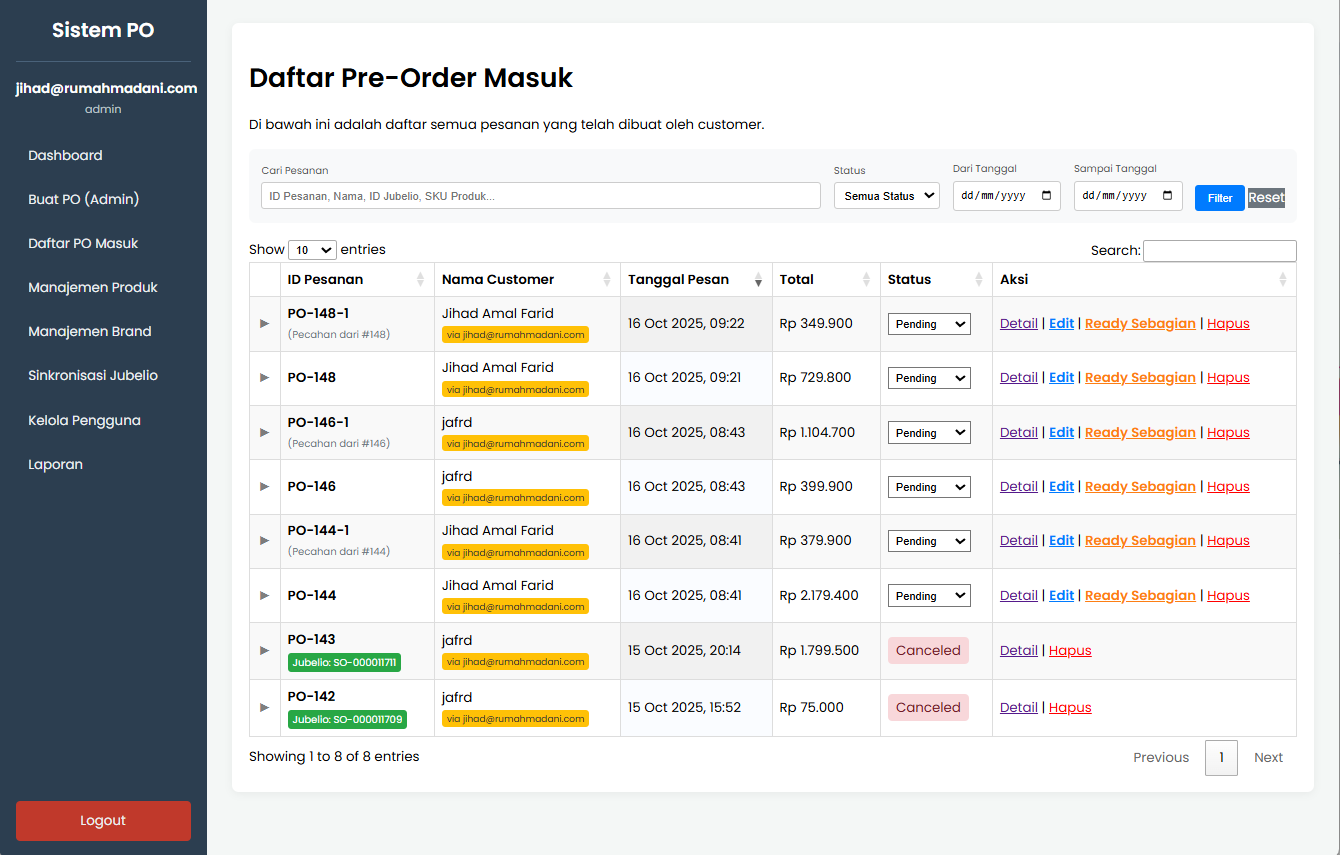 Sistem PO
jihad@rumahmadani.com
admin
Dashboard
Buat PO (Admin)
Daftar PO Masuk
Manajemen Produk
Manajemen Brand
Sinkronisasi Jubelio
Kelola Pengguna
Laporan
Logout
Daftar Pre-Order Masuk
Di bawah ini adalah daftar semua pesanan yang telah dibuat oleh customer.
Cari Pesanan Status Dari Tanggal Sampai Tanggal
ID Pesanan, Nama, ID Jubelio, SKU Produk... Semua Status dd/mm/yyyy dd/mm/yyyy Filter Reset
Show 10 entries Search:
ID Pesanan Nama Customer Tanggal Pesan Total Status Aksi
PO-148-1 Jihad Amal Farid 16 Oct 2025, 09:22 Rp 349.900 Pending Detail | Edit | Ready Sebagian | Hapus
(Pecahan dari #148) via jihad@rumahmadani.com
PO-148 Jihad Amal Farid 16 Oct 2025, 09:21 Rp 729.800 Pending Detail | Edit | Ready Sebagian | Hapus
via jihad@rumahmadani.com
PO-146-1 jafrd 16 Oct 2025, 08:43 Rp 1.104.700 Pending Detail | Edit | Ready Sebagian | Hapus
(Pecahan dari #146) via jihad@rumahmadani.com
PO-146 jafrd 16 Oct 2025, 08:43 Rp 399.900 Pending Detail | Edit | Ready Sebagian | Hapus
via jihad@rumahmadani.com
PO-144-1 Jihad Amal Farid 16 Oct 2025, 08:41 Rp 379.900 Pending Detail | Edit | Ready Sebagian | Hapus
(Pecahan dari #144) via jihad@rumahmadani.com
PO-144 Jihad Amal Farid 16 Oct 2025, 08:41 Rp 2.179.400 Pending Detail | Edit | Ready Sebagian | Hapus
via jihad@rumahmadani.com
PO-143 jafrd 15 Oct 2025, 20:14 Rp 1.799.500 Canceled Detail | Hapus
Jubelio: SO-000011711 via jihad@rumahmadani.com
PO-142 jafrd 15 Oct 2025, 15:52 Rp 75.000 Canceled Detail | Hapus
Jubelio: SO-000011709 via jihad@rumahmadani.com
Showing 1 to 8 of 8 entries Previous 1 Next